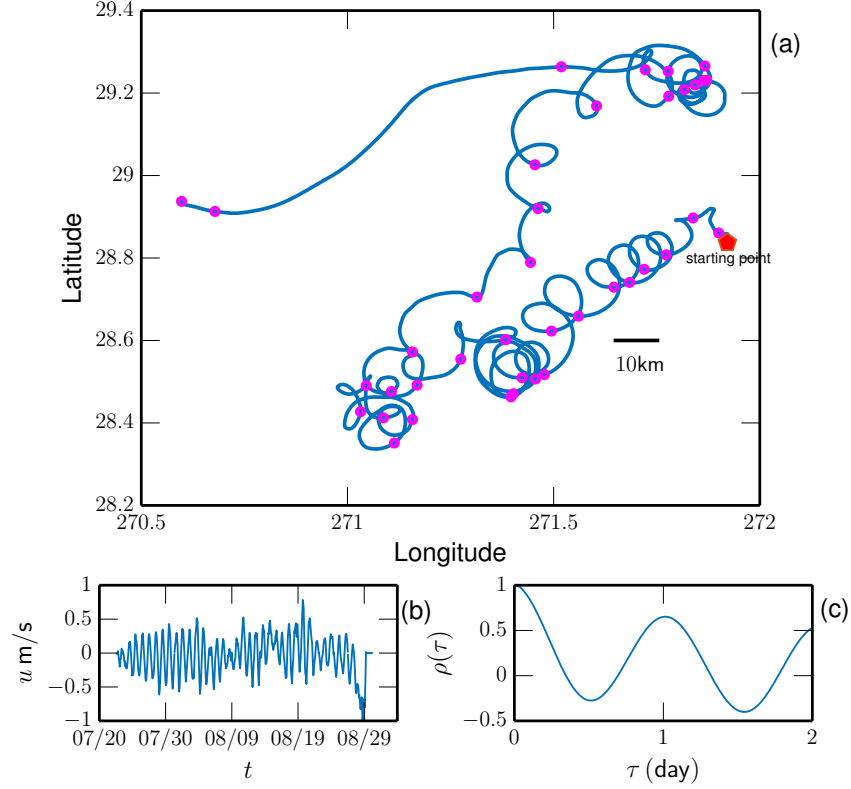 29.4
(a)
29.2
29
28.8
28.6
28.4
28.2
Latitude
starting point
10km
270.5
271
271.5
272
Longitude
1
0.5
0
−0.5
−1
u m/s
(b)
07/20
07/30
08/09
08/19
08/29
t
1
0.5
0
−0.5
ρ(τ)
(c)
0
1
2
τ (day)